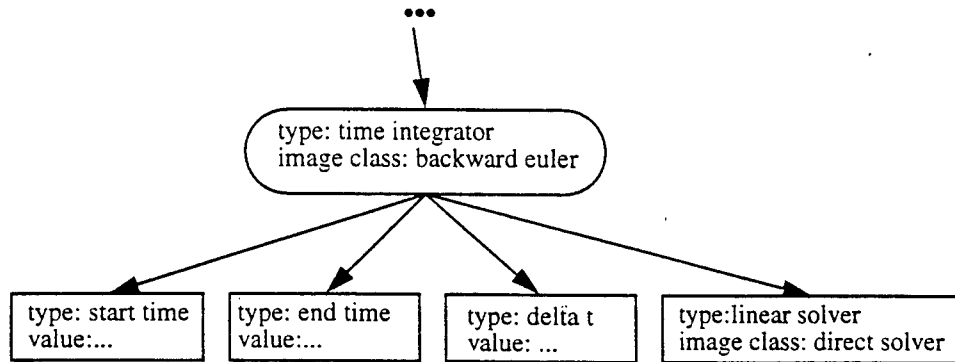 •••
type: time integrator
image class: backward euler
type: start time
value:...
type: end time
value:...
type: delta t
value: ...
type:linear solver
image class: direct solver